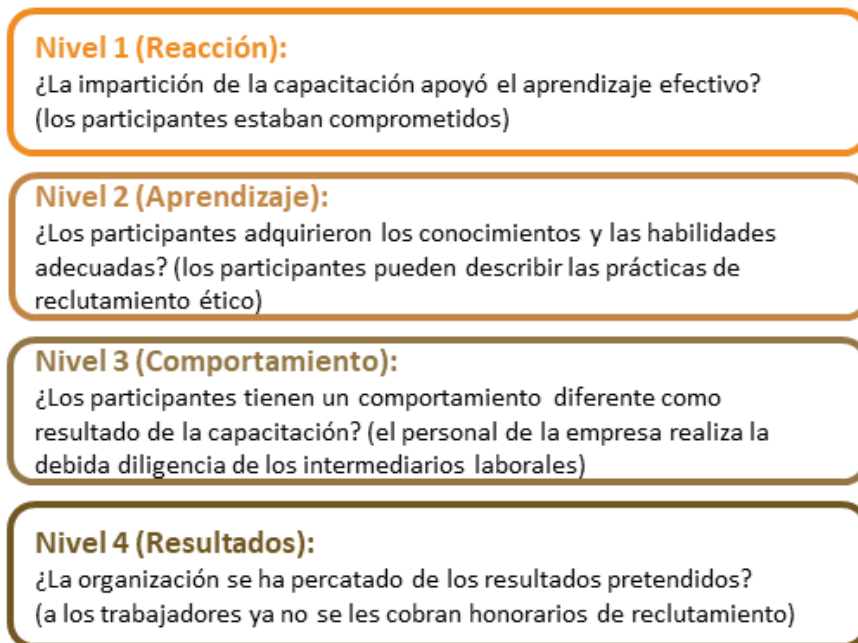 Nivel 1 (Reacción):
¿La impartición de la capacitación apoyó el aprendizaje efectivo?
(los participantes estaban comprometidos)
Nivel 2 (Aprendizaje):
¿Los participantes adquirieron los conocimientos y las habilidades
adecuadas? (los participantes pueden describir las prácticas de
reclutamiento ético)
Nivel 3 (Comportamiento):
¿Los participantes tienen un comportamiento diferente como
resultado de la capacitación? (el personal de la empresa realiza la
debida diligencia de los intermediarios laborales)
Nivel 4 (Resultados):
¿La organización se ha percatado de los resultados pretendidos?
(a los trabajadores ya no se les cobran honorarios de reclutamiento)